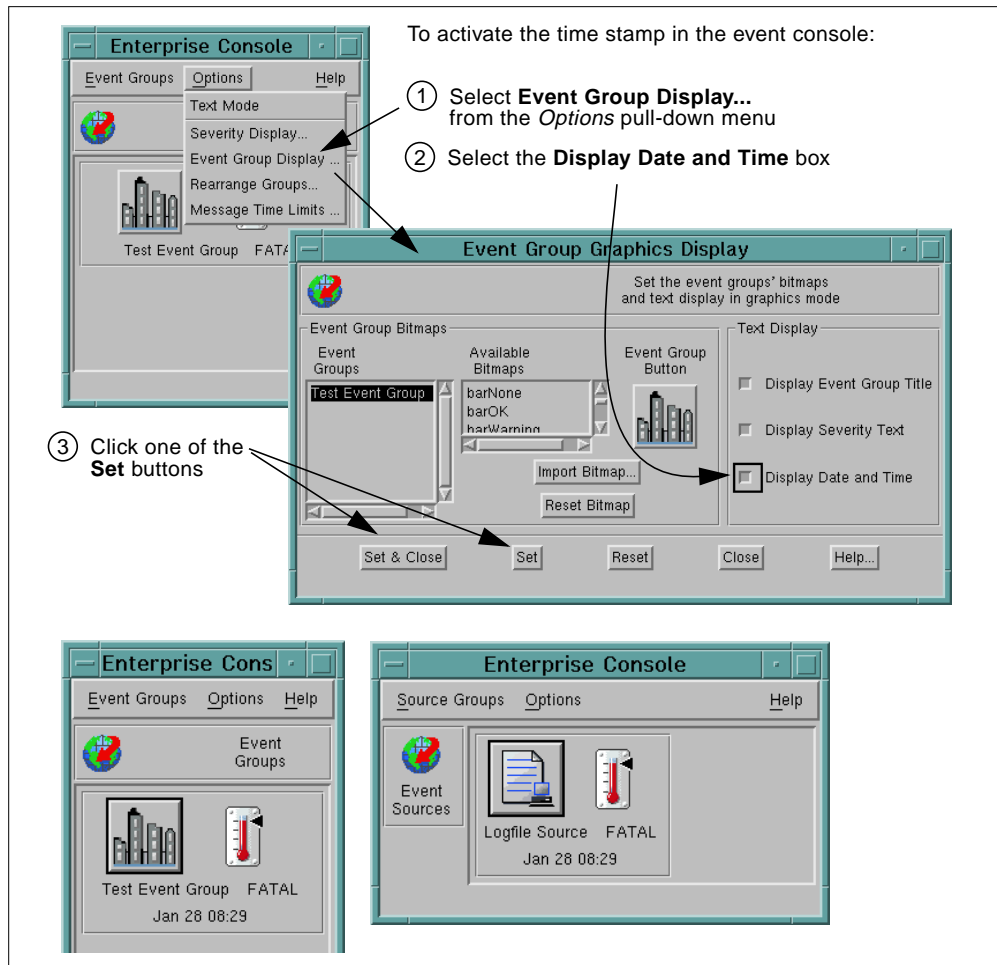 Enterprise Console
Event Groups Options Help
Text Mode
Severity Display...
Event Group Display ...
Rearrange Groups...
Message Time Limits ...
Test Event Group
To activate the time stamp in the event console:
1 Select Event Group Display...
from the Options pull-down menu
2 Select the Display Date and Time box
Event Group Graphics Display
Set the event groups' bitmaps
and text display in graphics mode
Event Group Bitmaps
Event
Groups
Test Event Group
Available
Bitmaps
barNone
barOK
barWarning
Event Group
Button
Import Bitmap...
Reset Bitmap
Text Display
Display Event Group Title
Display Severity Text
Display Date and Time
3 Click one of the
Set buttons
Set & Close Set Reset Close Help...
Enterprise Cons
Event Groups Options Help
Event
Groups
Test Event Group FATAL
Jan 28 08:29
Enterprise Console
Source Groups Options Help
Event
Sources
Logfile Source FATAL
Jan 28 08:29